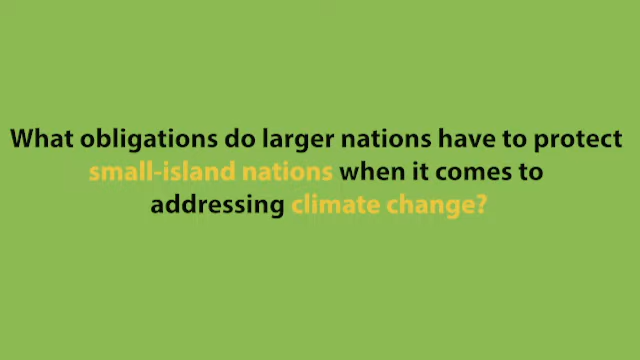 What obligations do larger nations have to protect
small-island nations when it comes to
addressing climate change?